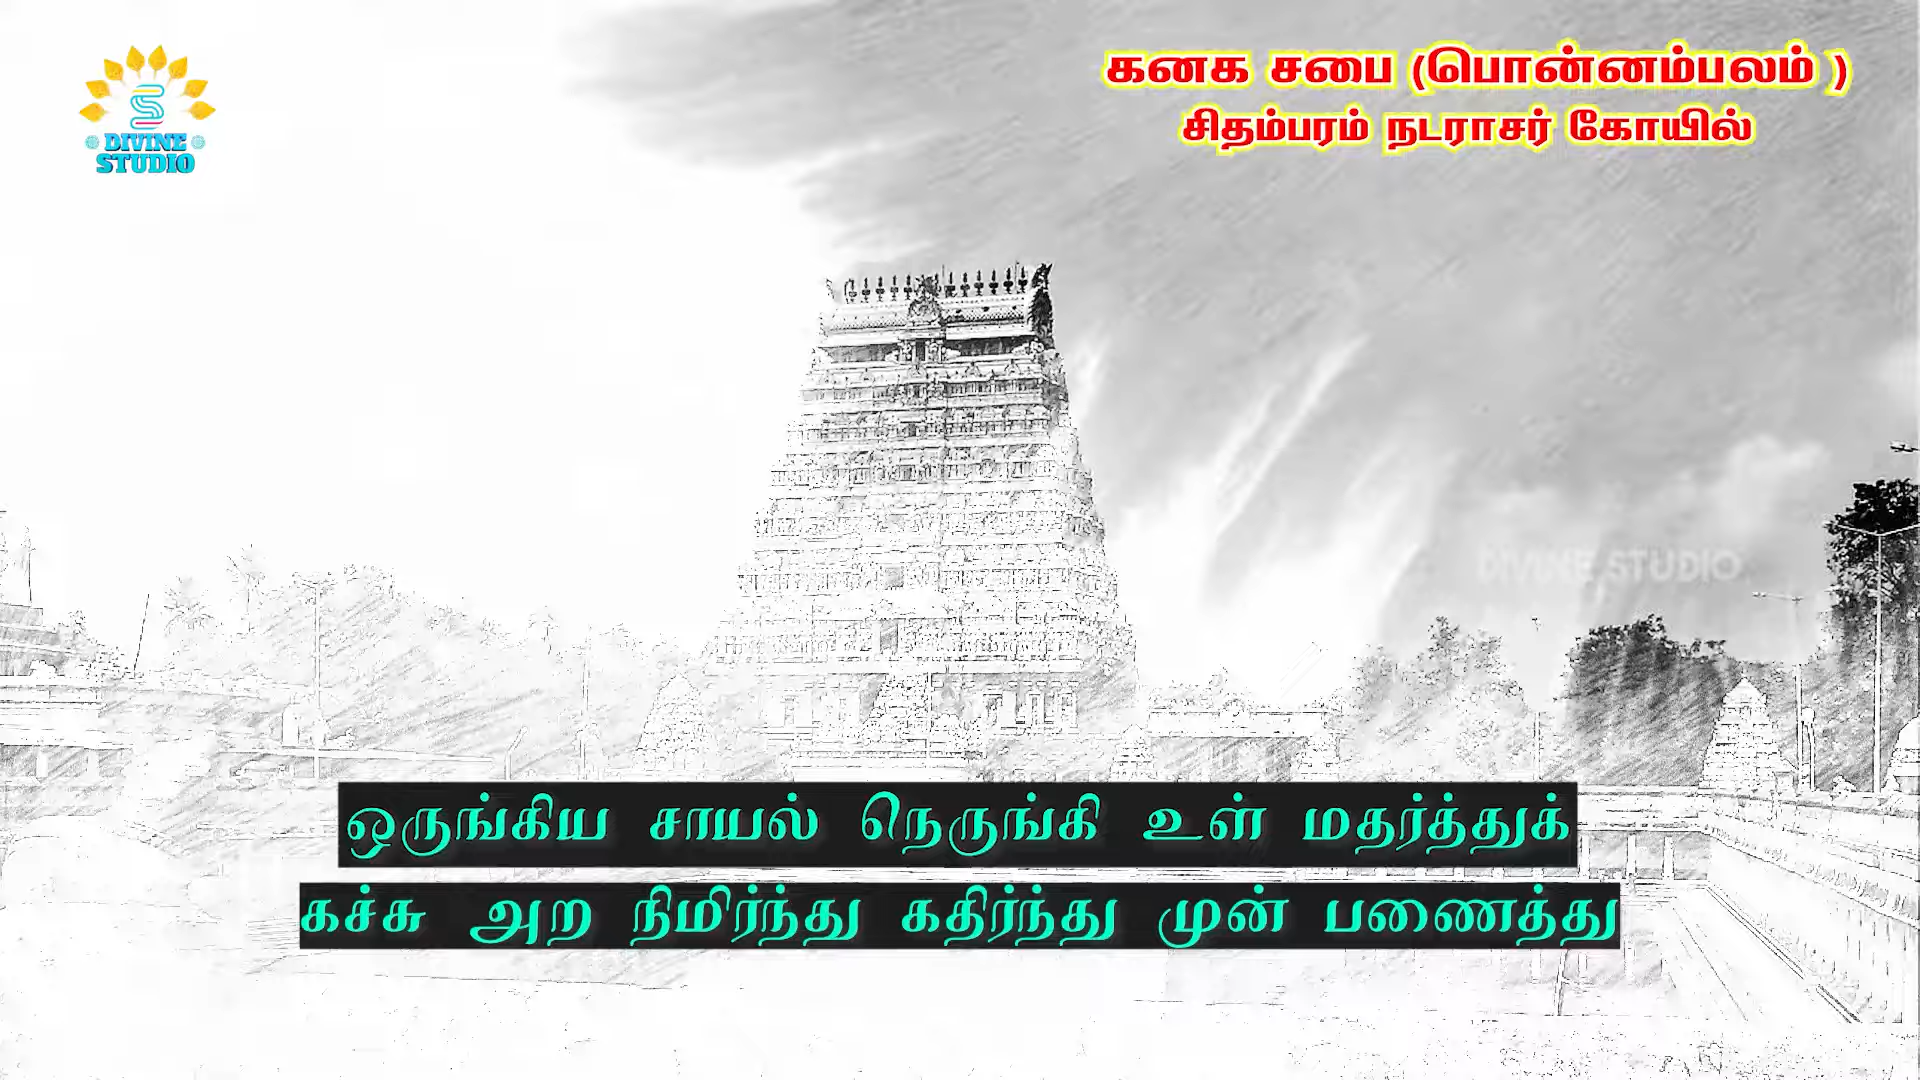 கனக சபை (பொன்னம்பலம் )
சிதம்பரம் நடராசர் கோயில்
S
DIVINE
STUDIO
DIVINE STUDIO
ஒருங்கிய சாயல் நெருங்கி உள் மதர்த்துக்
கச்சு அற நிமிர்ந்து கதிர்ந்து முன் பணைத்து